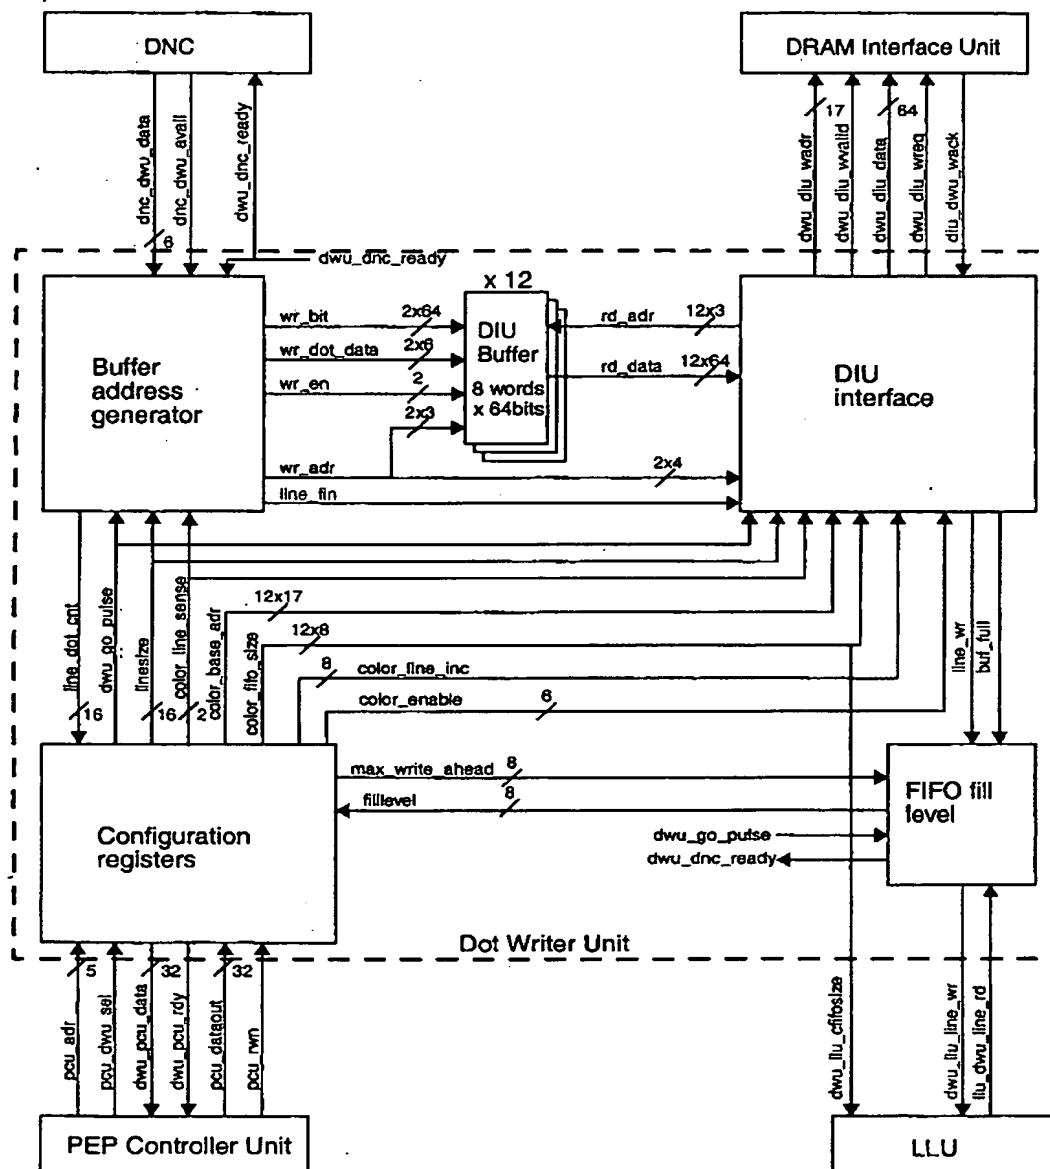 DNC
DRAM Interface Unit
dnc_dwu_data
dnc_dwu_avail
dwu_dnc_ready
6
dwu_diu_wadr
17
dwu_diu_wvalid
dwu_diu_data
64
dwu_diu_wreq
diu_dwu_wack
dwu_dnc_ready
x 12
Buffer
address
generator
wr_bit
2x64
wr_dot_data
2x6
wr_en
2
2x3
wr_adr
2x4
line_fin
DIU
Buffer
8 words
x 64bits
rd_adr
12x3
rd_data
12x64
DIU
interface
line_dot_cnt
16
dwu_go_pulse
linesize
16
color_line_sense
2
color_base_adr
12x17
color_fifo_size
12x8
8
color_line_inc
color_enable
6
line_wr
buf_full
max_write_ahead
8
filllevel
8
dwu_go_pulse
dwu_dnc_ready
Configuration
registers
FIFO fill
level
Dot Writer Unit
pcu_adr
5
pcu_dwu_sel
dwu_pcu_data
32
dwu_pcu_rdy
pcu_dataout
32
pcu_rwn
dwu_llu_cfifosize
dwu_llu_line_wr
llu_dwu_line_rd
PEP Controller Unit
LLU